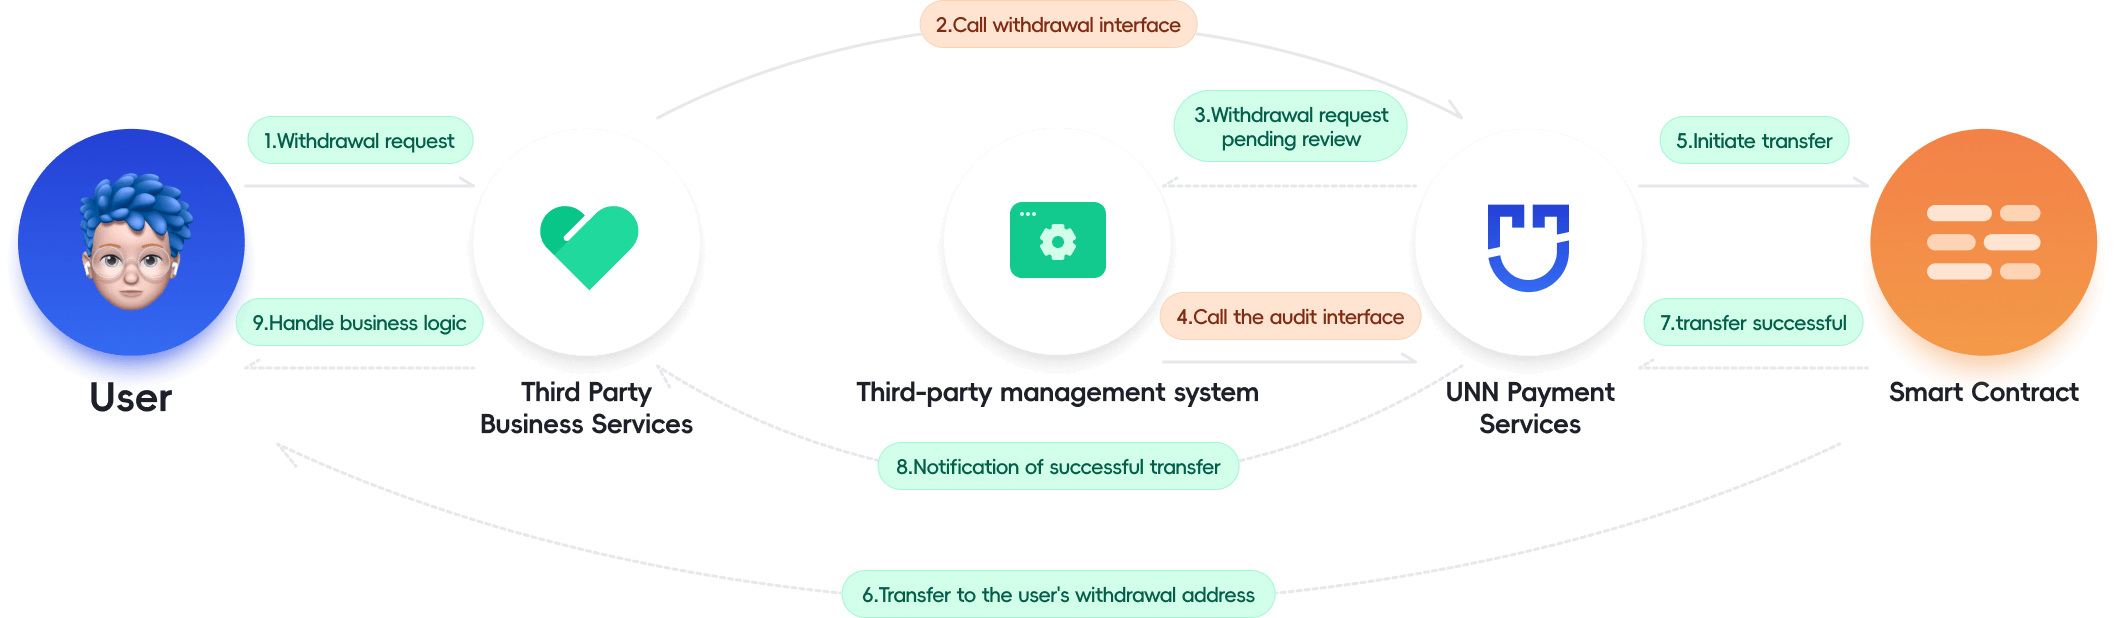 2.Call withdrawal interface
1.Withdrawal request
3.Withdrawal request
pending review
5.Initiate transfer
9.Handle business logic
4.Call the audit interface
7.transfer successful
User
Third Party
Business Services
Third-party management system
UNN Payment
Services
Smart Contract
8.Notification of successful transfer
6.Transfer to the user's withdrawal address